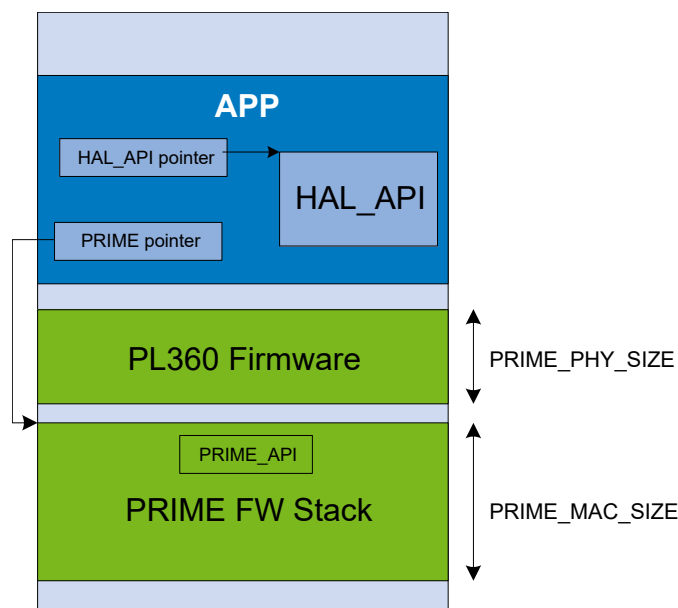 APP
HAL_API pointer
HAL_API
PRIME pointer
PL360 Firmware
PRIME_PHY_SIZE
PRIME_API
PRIME FW Stack
PRIME_MAC_SIZE